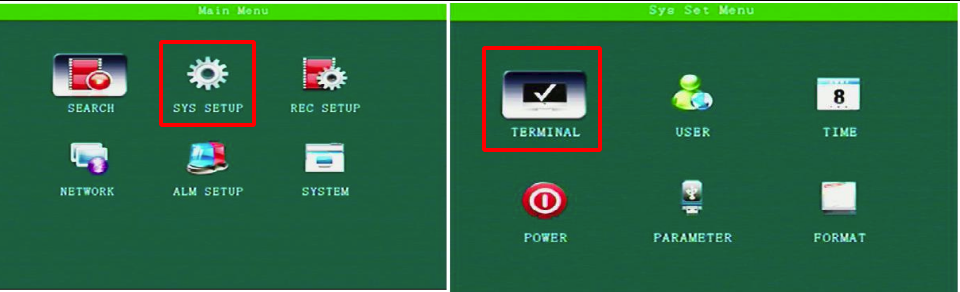 Main Menu
SEARCH SYS SETUP REC SETUP
NETWORK ALM SETUP SYSTEM
Sys Set Menu
8
TERMINAL USER TIME
POWER PARAMETER FORMAT